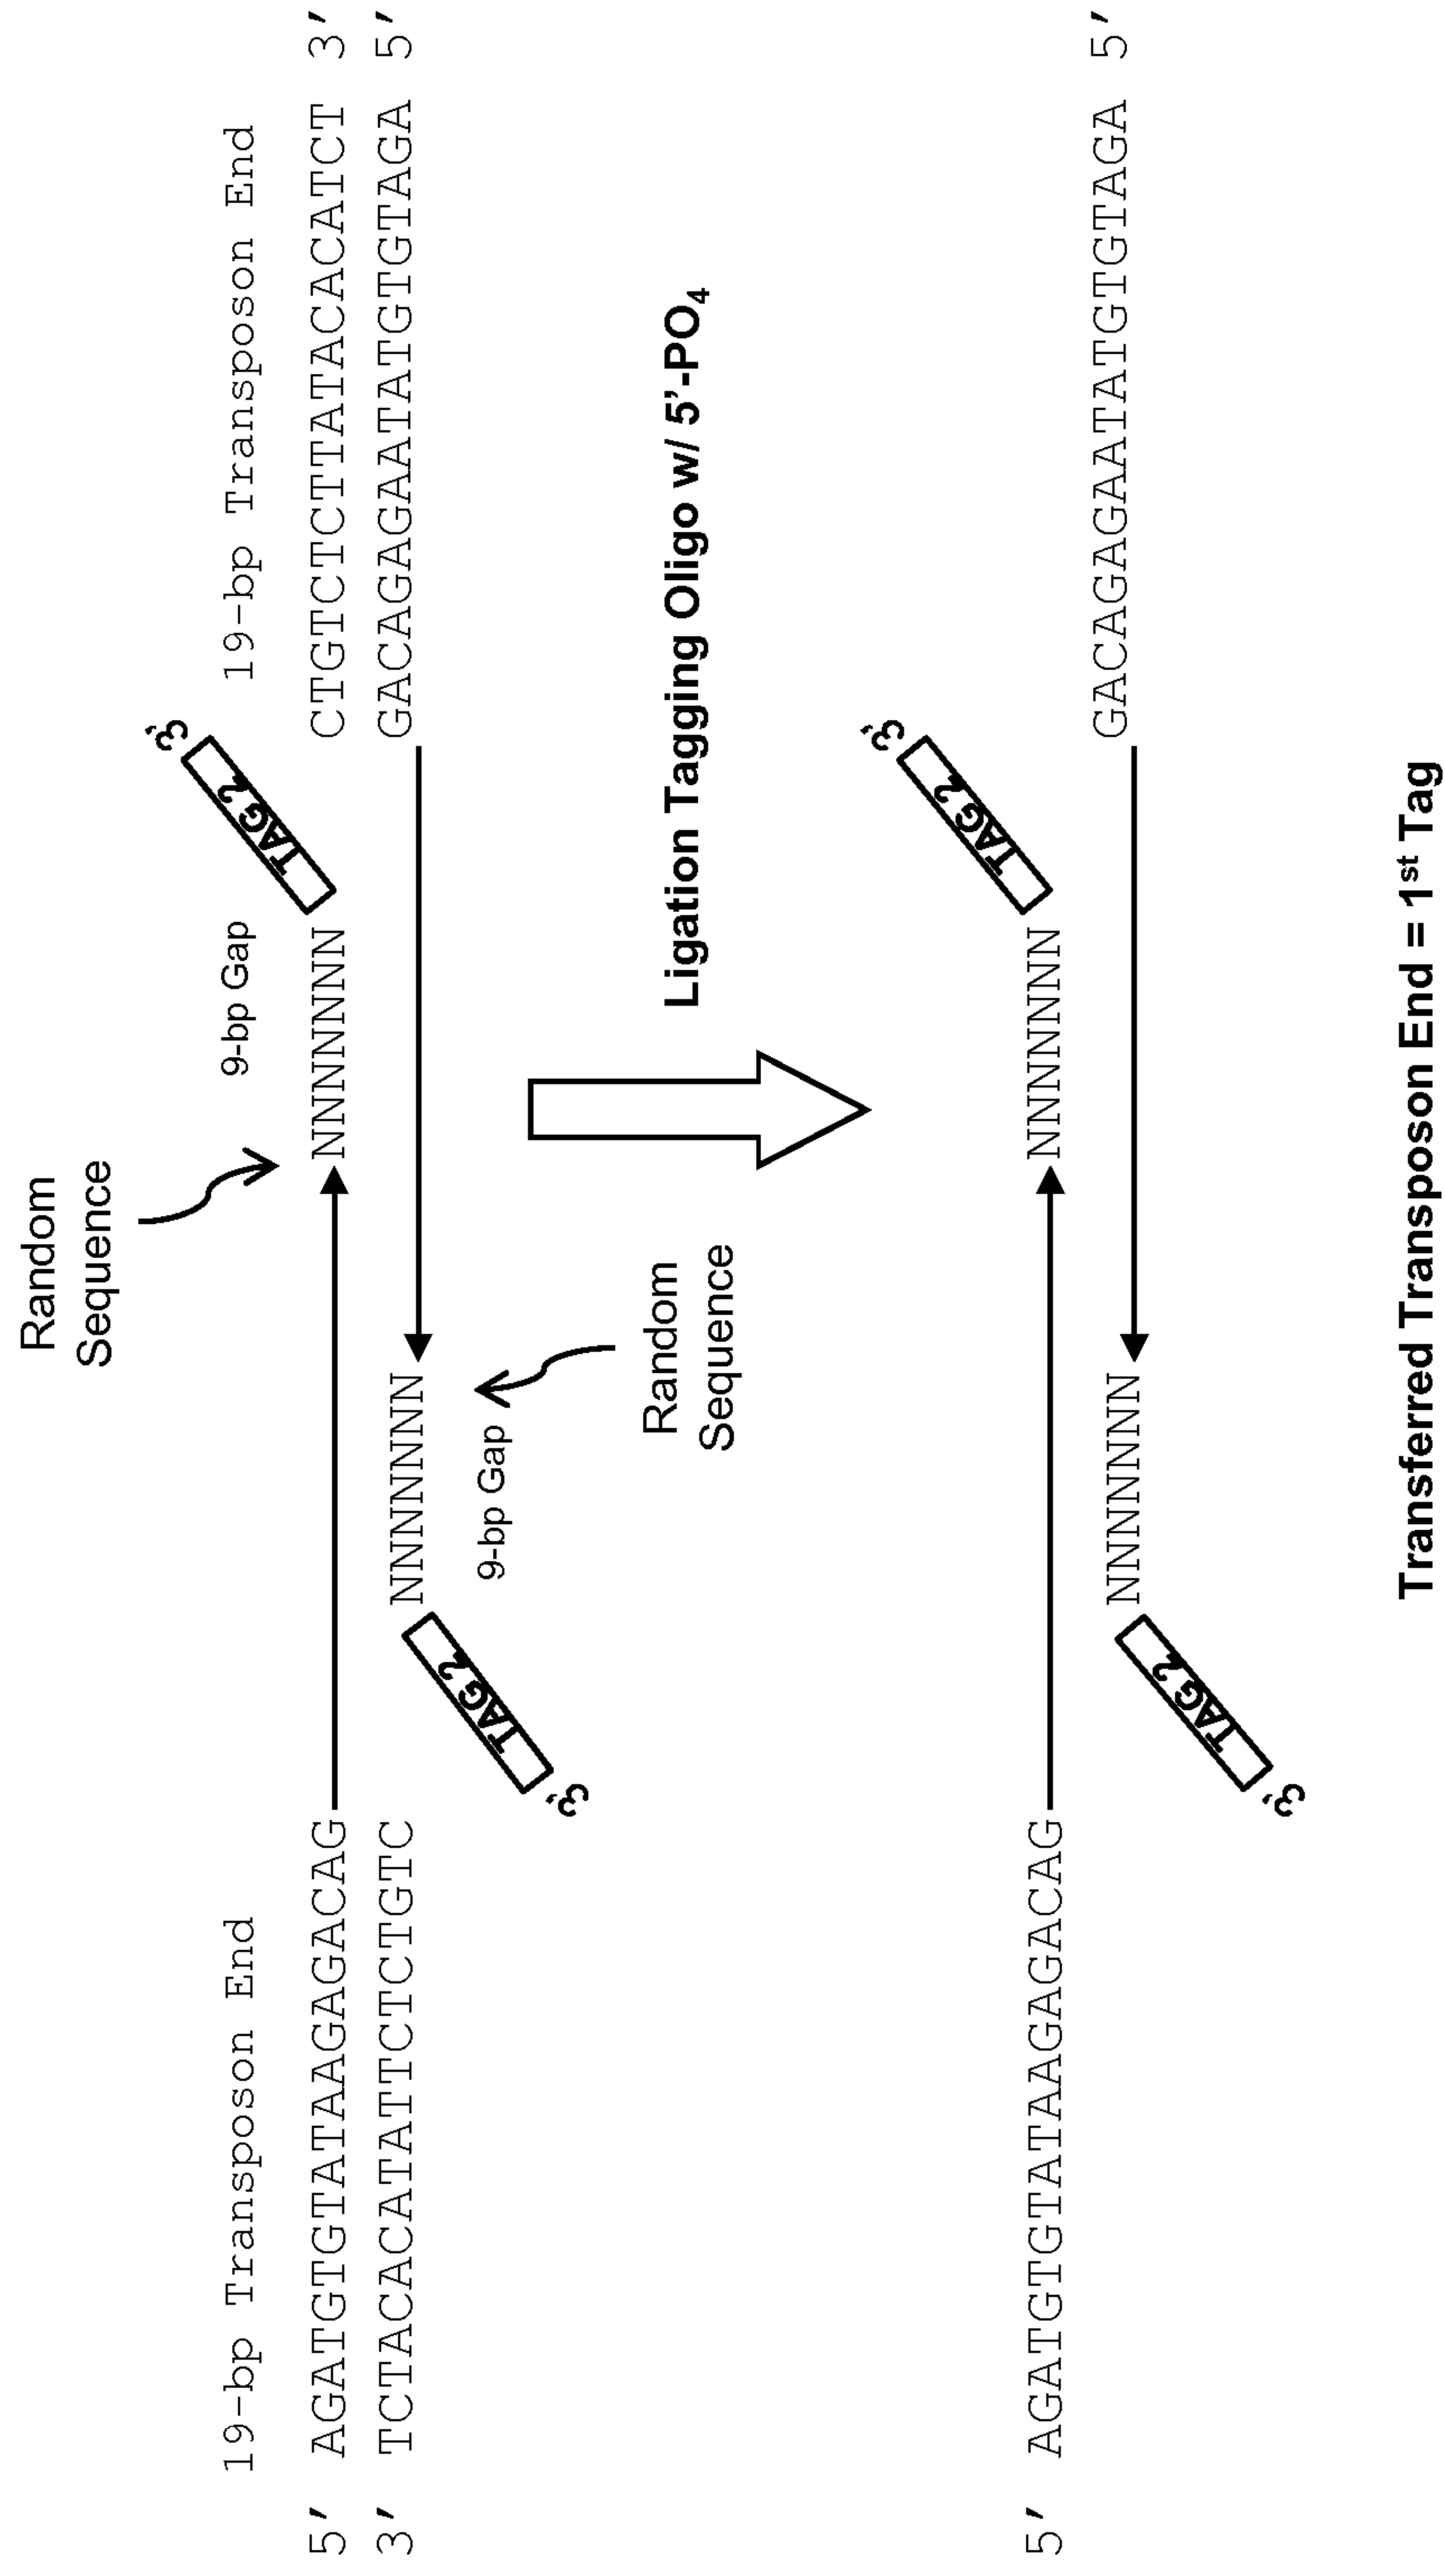 Random
Sequence
19-bp Transposon End
9-bp Gap
TAG 2
3'
19-bp Transposon End
5' AGATGTGTATAAGAGACAG
NNNNNNN
CTGTCTCTTATACACATCT 3'
3' TCTACACATATTCTCTGTC
NNNNNNN
GACAGAGAATATGTGTAGA 5'
TAG 2
3'
9-bp Gap
Random
Sequence
Ligation Tagging Oligo w/ 5'-PO4
TAG 2
3'
5' AGATGTGTATAAGAGACAG
NNNNNNN
NNNNNNN
GACAGAGAATATGTGTAGA 5'
TAG 2
3'
Transferred Transposon End = 1st Tag